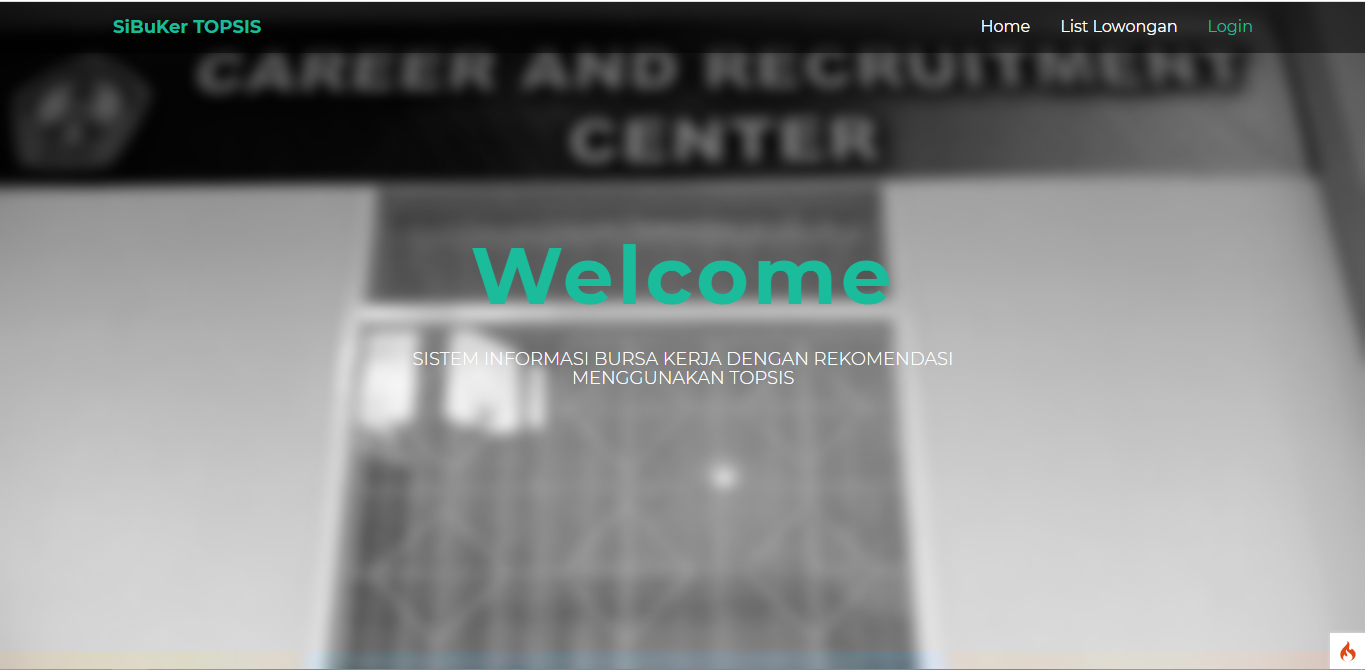 SiBuKer TOPSIS
Home
List Lowongan
Login
CAREER AND RECRUITMENT
CENTER
Welcome
SISTEM INFORMASI BURSA KERJA DENGAN REKOMENDASI
MENGGUNAKAN TOPSIS